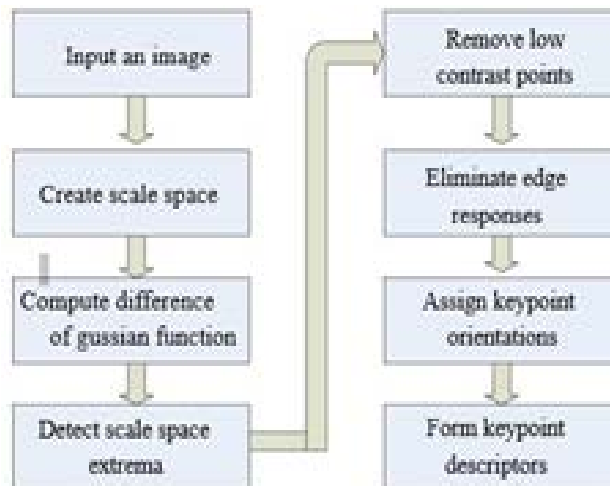 Input an image
Create scale space
Compute difference
of gussian function
Detect scale space
extrema
Remove low
contrast points
Eliminate edge
responses
Assign keypoint
orientations
Form keypoint
descriptors